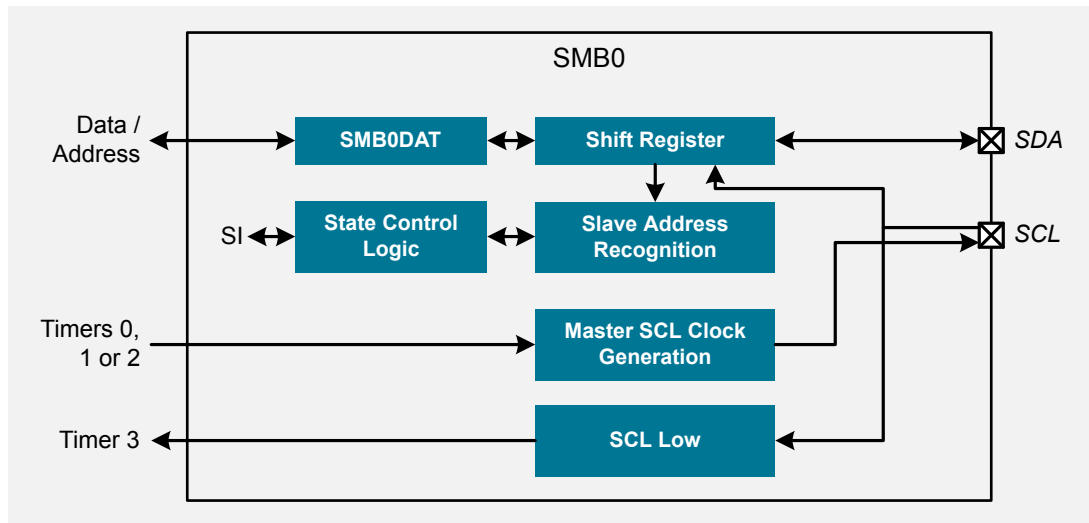 SMB0
Data /
Address
SMB0DAT
Shift Register
SDA
SI
State Control
Logic
Slave Address
Recognition
SCL
Timers 0,
1 or 2
Master SCL Clock
Generation
Timer 3
SCL Low